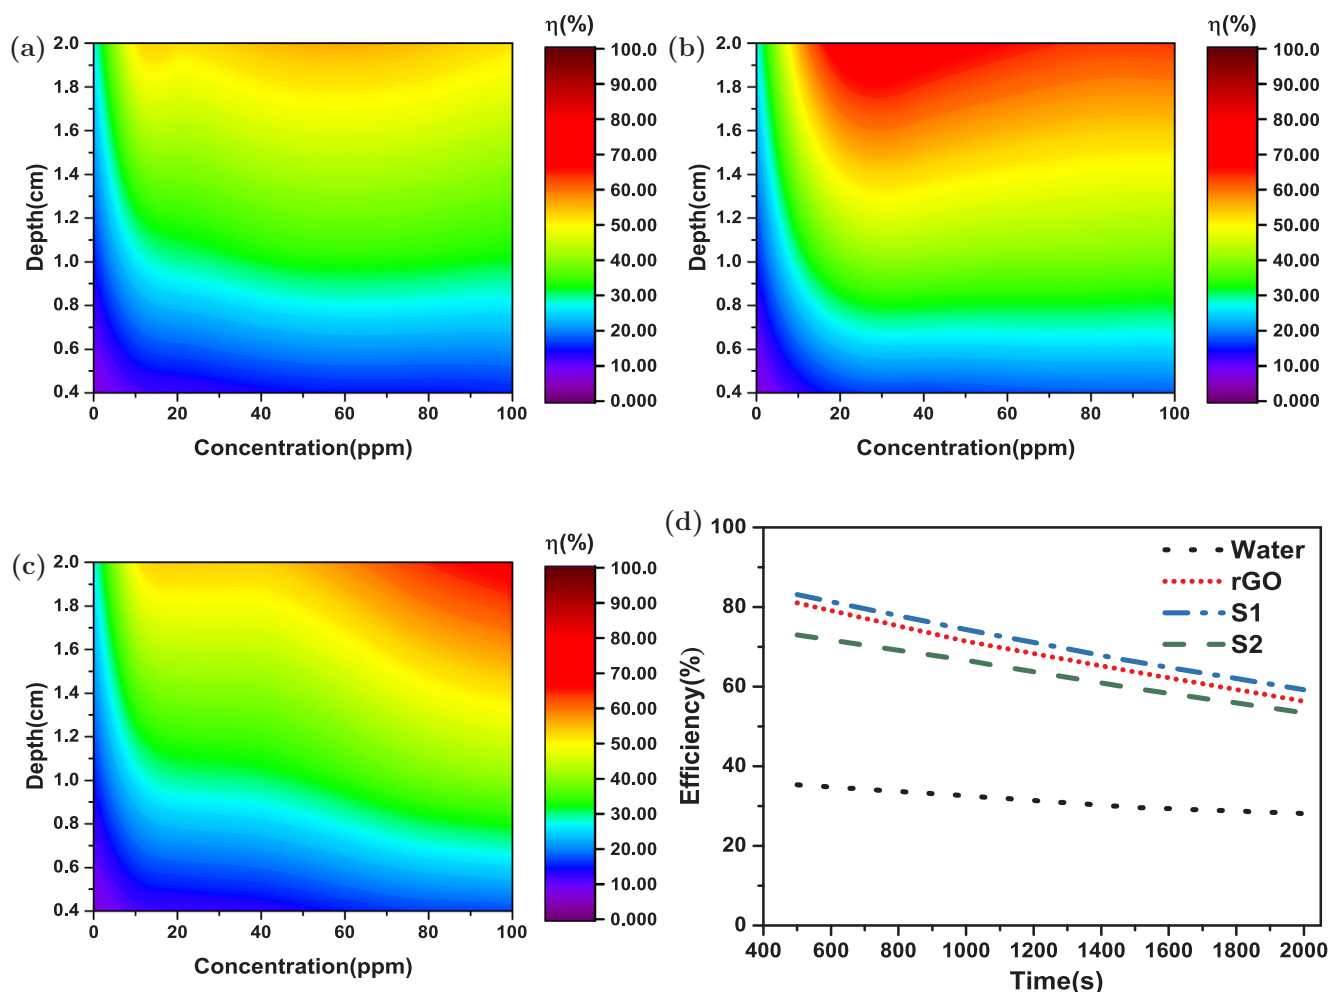 (a)
η(%)
2.0
1.8
1.6
1.4
1.2
1.0
0.8
0.6
0.4
Depth(cm)
0 20 40 60 80 100
Concentration(ppm)
100.0
90.00
80.00
70.00
60.00
50.00
40.00
30.00
20.00
10.00
0.000
(b)
η(%)
2.0
1.8
1.6
1.4
1.2
1.0
0.8
0.6
0.4
Depth(cm)
0 20 40 60 80 100
Concentration(ppm)
100.0
90.00
80.00
70.00
60.00
50.00
40.00
30.00
20.00
10.00
0.000
(c)
η(%)
2.0
1.8
1.6
1.4
1.2
1.0
0.8
0.6
0.4
Depth(cm)
0 20 40 60 80 100
Concentration(ppm)
100.0
90.00
80.00
70.00
60.00
50.00
40.00
30.00
20.00
10.00
0.000
(d)
100
80
60
40
20
0
Efficiency(%)
Water
rGO
S1
S2
400 600 800 1000 1200 1400 1600 1800 2000
Time(s)